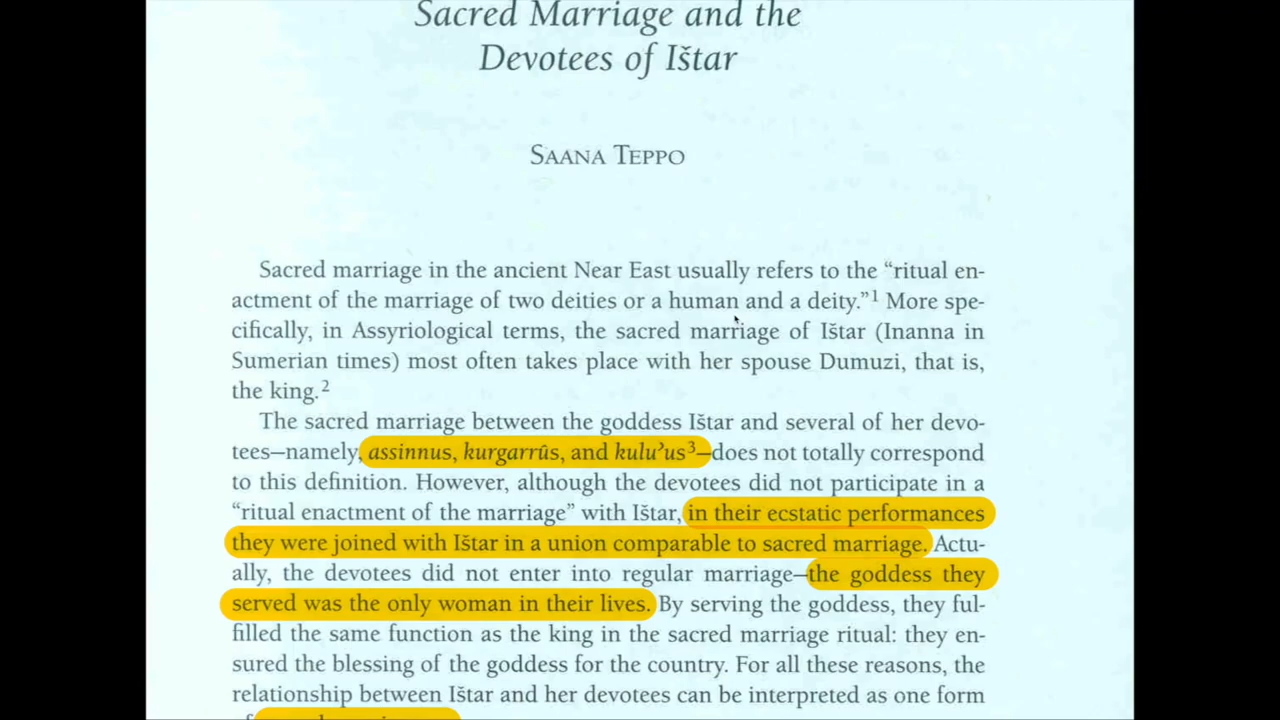 Sacred Marriage and the
Devotees of Ištar
SAANA TEPPO
Sacred marriage in the ancient Near East usually refers to the “ritual en-
actment of the marriage of two deities or a human and a deity.”1 More spe-
cifically, in Assyriological terms, the sacred marriage of Ištar (Inanna in
Sumerian times) most often takes place with her spouse Dumuzi, that is,
the king.2
The sacred marriage between the goddess Ištar and several of her devo-
tees—namely, assinnus, kurgarrûs, and kuluʾus3—does not totally correspond
to this definition. However, although the devotees did not participate in a
“ritual enactment of the marriage” with Ištar, in their ecstatic performances
they were joined with Ištar in a union comparable to sacred marriage. Actu-
ally, the devotees did not enter into regular marriage—the goddess they
served was the only woman in their lives. By serving the goddess, they ful-
filled the same function as the king in the sacred marriage ritual: they en-
sured the blessing of the goddess for the country. For all these reasons, the
relationship between Ištar and her devotees can be interpreted as one form